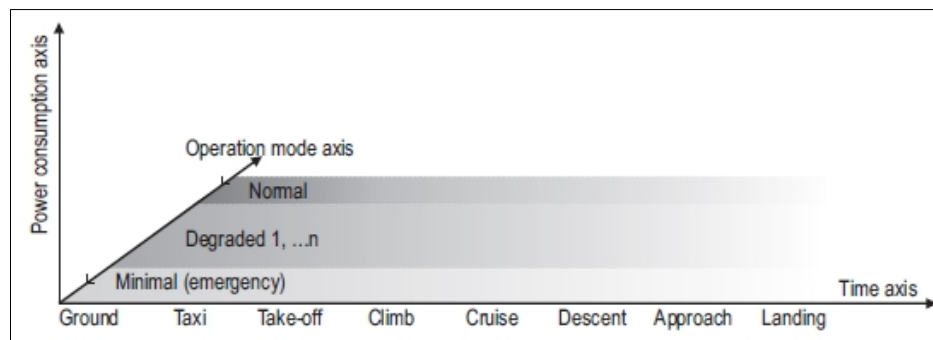 Power consumption axis
Operation mode axis
Normal
Degraded 1, ...n
Minimal (emergency)
Time axis
Ground Taxi Take-off Climb Cruise Descent Approach Landing